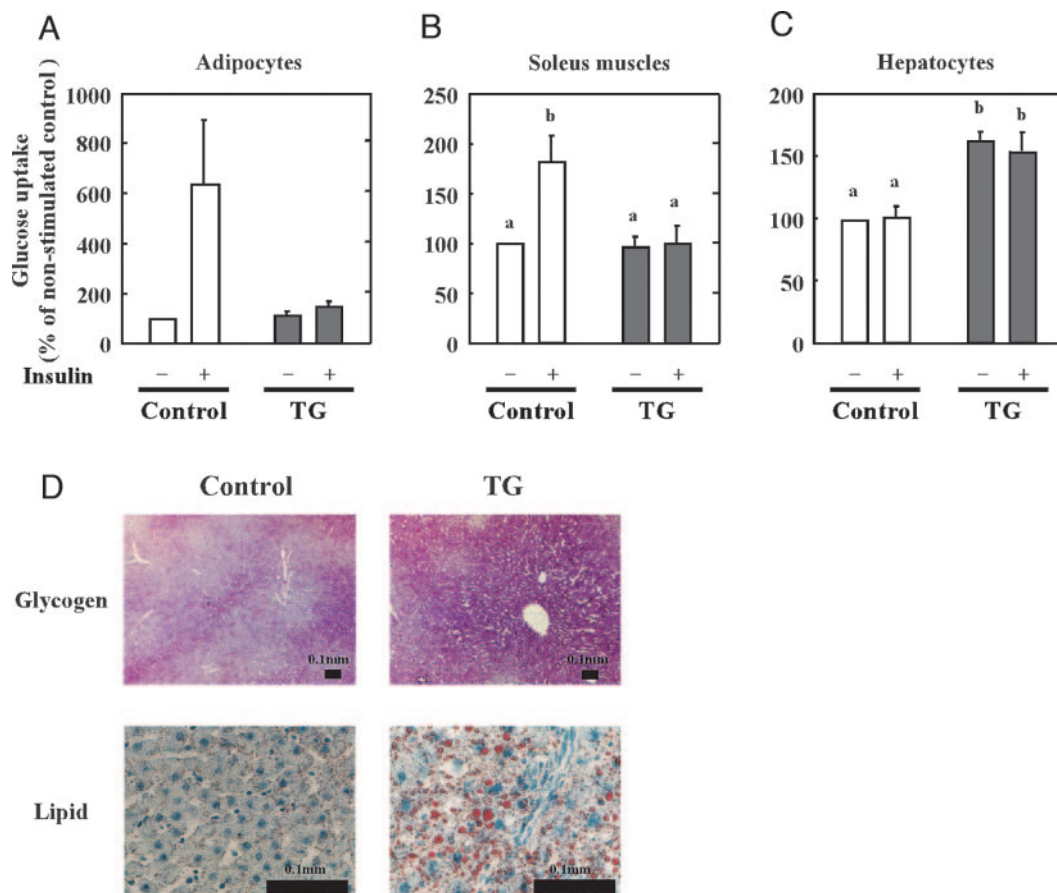 A
Adipocytes
Glucose uptake
(% of non-stimulated control)
1000
800
600
400
200
0
Insulin
− +
− +
Control
TG
B
Soleus muscles
250
200
150
100
50
0
a
b
a
a
− +
− +
Control
TG
C
Hepatocytes
200
150
100
50
0
a
a
b
b
− +
− +
Control
TG
D
Control
TG
Glycogen
0.1mm
0.1mm
Lipid
0.1mm
0.1mm